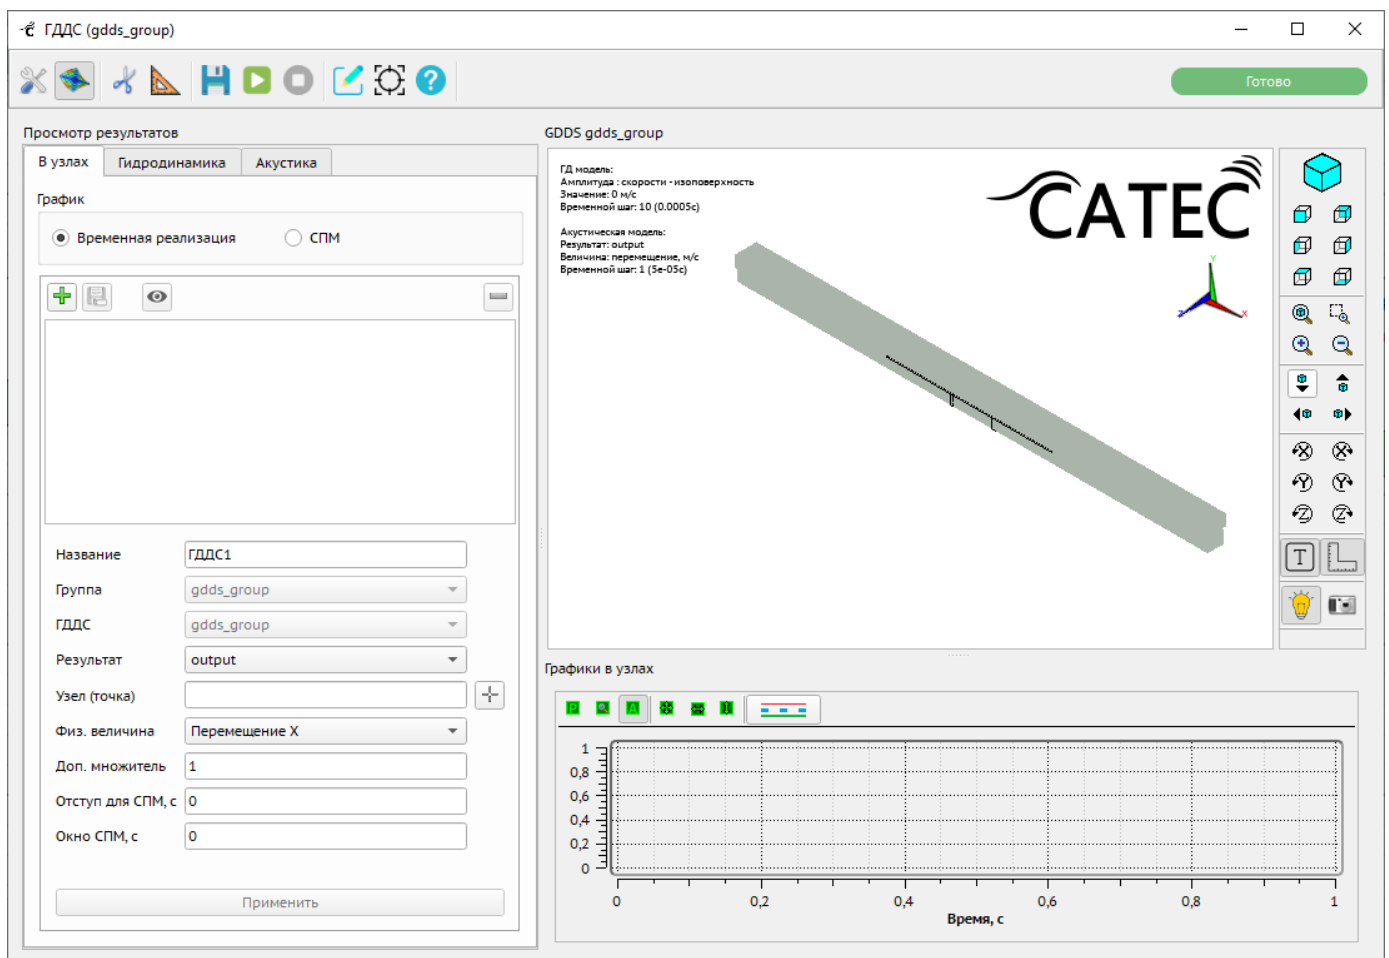 ГДДС (gdds_group)
Готово
Просмотр результатов
В узлах
Гидродинамика
Акустика
График
Временная реализация
СПМ
Название
ГДДС1
Группа
gdds_group
ГДДС
gdds_group
Результат
output
Узел (точка)
Физ. величина
Перемещение X
Доп. множитель
1
Отступ для СПМ, с
0
Окно СПМ, с
0
Применить
GDDS gdds_group
ГД модель:
Амплитуда : скорости - изоповерхность
Значение: 0 м/с
Временной шаг: 10 (0.0005с)
Акустическая модель:
Результат: output
Величина: перемещение, м/с
Временной шаг: 1 (5e-05с)
CATEC
Y
Z
X
X
X
Y
Y
Z
Z
T
Графики в узлах
P
A
1
0,8
0,6
0,4
0,2
0
0
0,2
0,4
0,6
0,8
1
Время, с